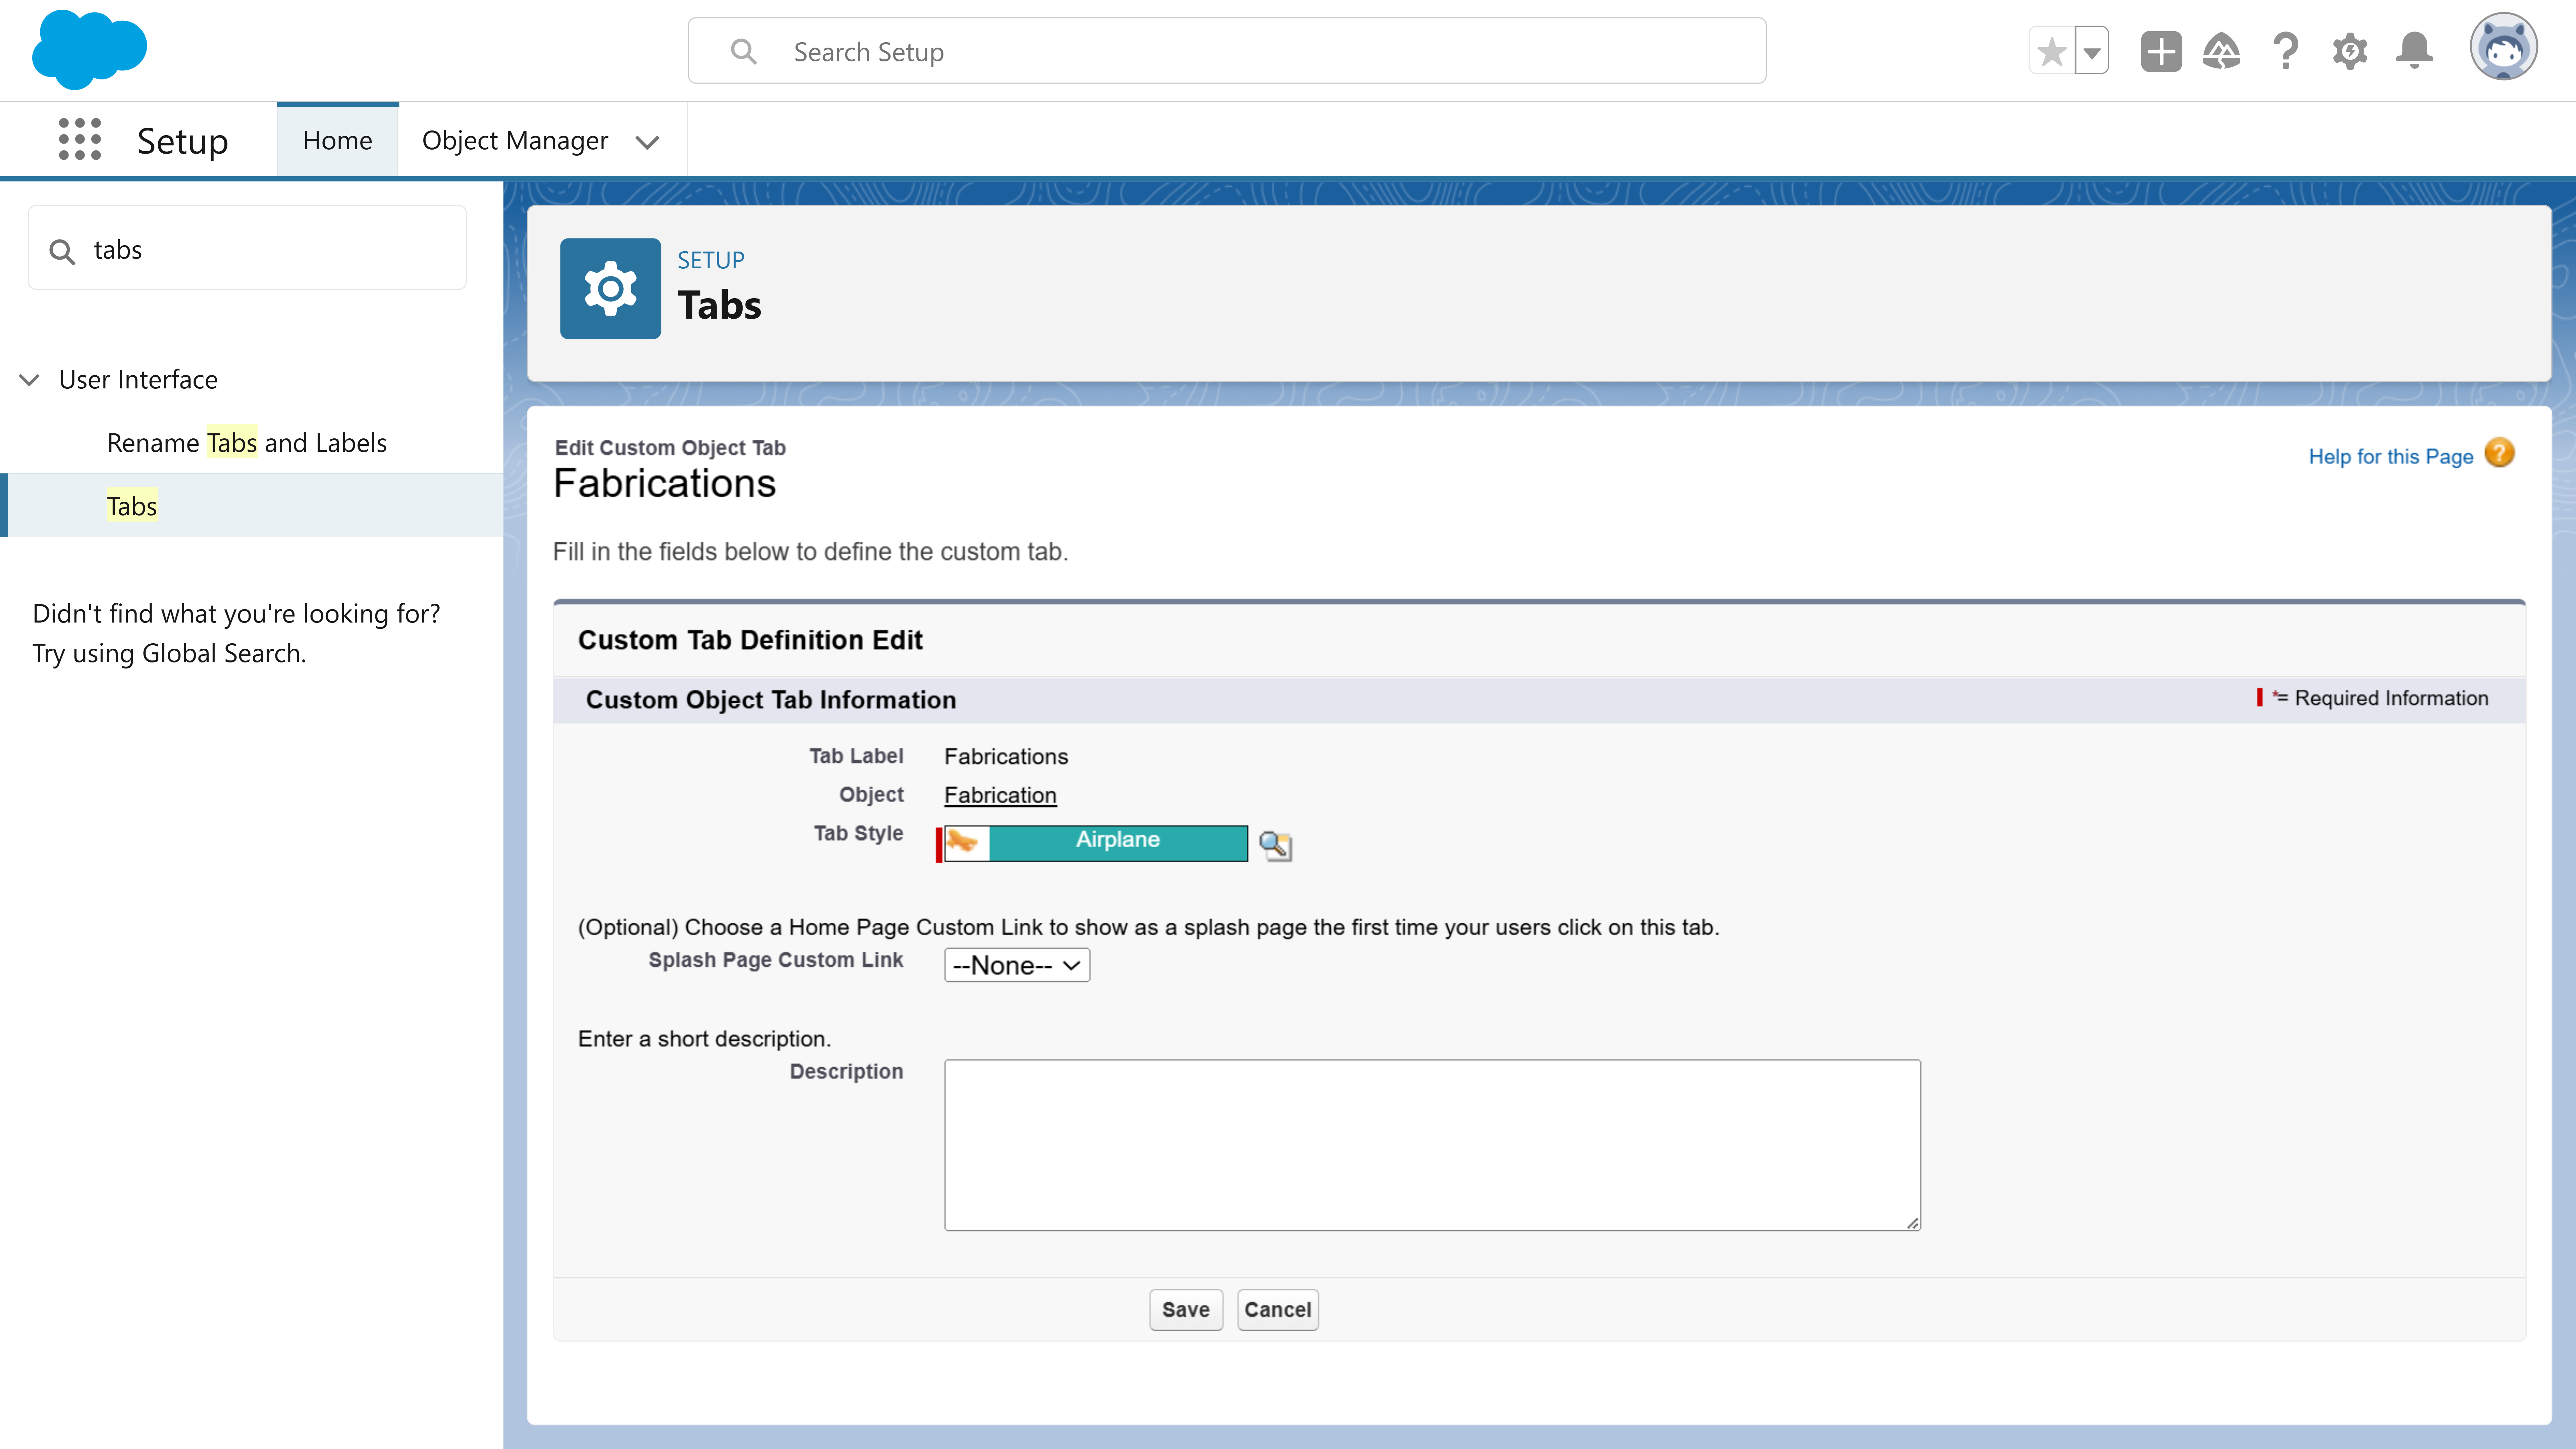 Search Setup
Setup
Home
Object Manager
tabs
User Interface
Rename Tabs and Labels
Tabs
Didn't find what you're looking for?
Try using Global Search.
SETUP
Tabs
Edit Custom Object Tab
Fabrications
Help for this Page ?
Fill in the fields below to define the custom tab.
Custom Tab Definition Edit
Custom Object Tab Information
*= Required Information
Tab Label Fabrications
Object Fabrication
Tab Style Airplane
(Optional) Choose a Home Page Custom Link to show as a splash page the first time your users click on this tab.
Splash Page Custom Link --None--
Enter a short description.
Description
Save Cancel